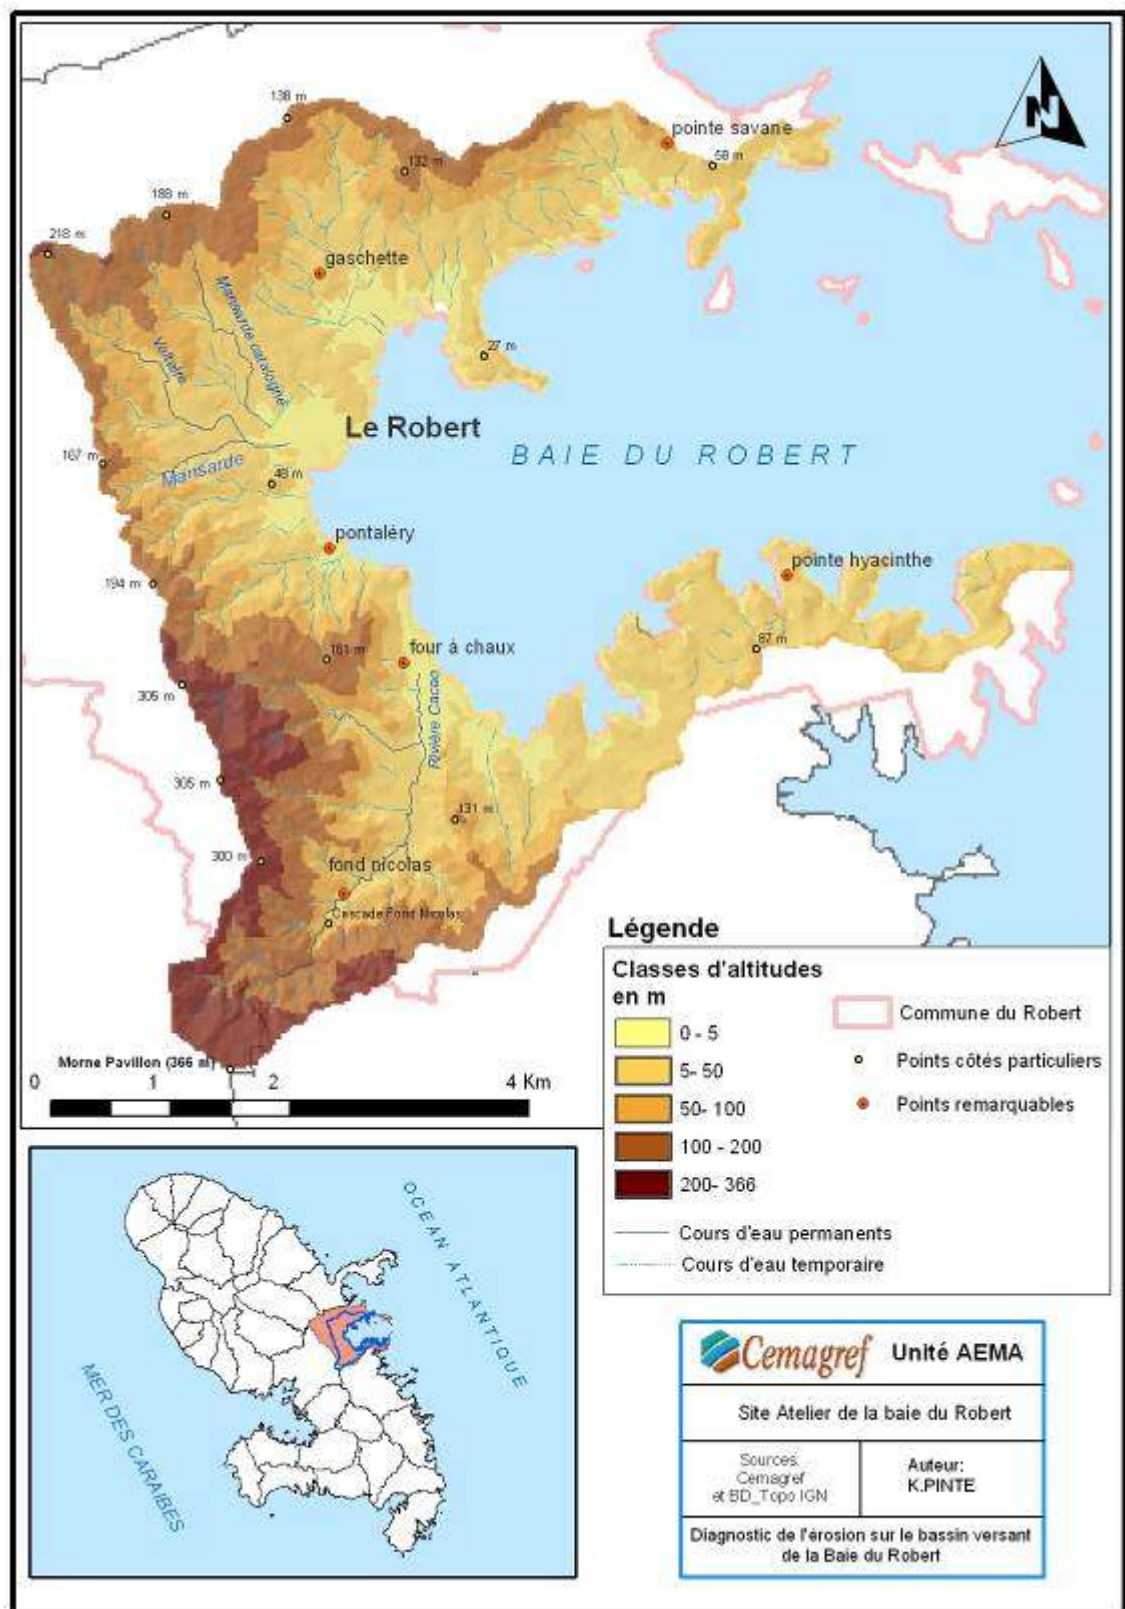 N
138 m
pointe savane
58 m
132 m
188 m
218 m
gaschette
Mansarde catalogne
Voltaire
27 m
Le Robert
BAIE DU ROBERT
167 m
Mansarde
48 m
pontaléry
pointe hyacinthe
194 m
87 m
161 m
four à chaux
305 m
Rivière Cacao
305 m
131 m
300 m
fond nicolas
Cascade Fond Nicolas
Morne Pavillon (366 m)
0 1 2 4 Km
Légende
Classes d'altitudes
en m
0 - 5
5- 50
50- 100
100 - 200
200- 366
Commune du Robert
Points côtés particuliers
Points remarquables
Cours d'eau permanents
Cours d'eau temporaire
OCEAN ATLANTIQUE
MER DES CARAIBES
Cemagref Unité AEMA
Site Atelier de la baie du Robert
Sources:
Cemagref
et BD_Topo IGN
Auteur:
K.PINTE
Diagnostic de l'érosion sur le bassin versant
de la Baie du Robert